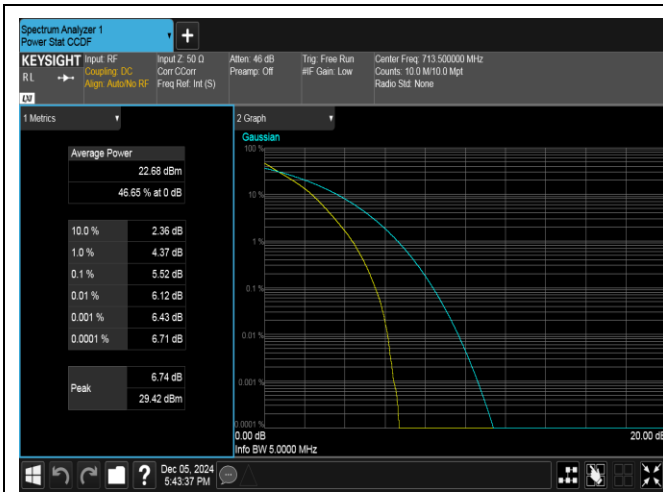 Spectrum Analyzer 1
Power Stat CCDF
+
KEYSIGHT
RL
LXI
Input: RF
Coupling: DC
Align: Auto/No RF
Input Z: 50 Ω
Corr CCorr
Freq Ref: Int (S)
Atten: 46 dB
Preamp: Off
Trig: Free Run
#IF Gain: Low
Center Freq: 713.500000 MHz
Counts: 10.0 M/10.0 Mpt
Radio Std: None
1 Metrics
Average Power
22.68 dBm
46.65 % at 0 dB
10.0 % 2.36 dB
1.0 % 4.37 dB
0.1 % 5.52 dB
0.01 % 6.12 dB
0.001 % 6.43 dB
0.0001 % 6.71 dB
Peak
6.74 dB
29.42 dBm
2 Graph
Gaussian
100 %
10 %
1 %
0.1 %
0.01 %
0.001 %
0.0001 %
0.00 dB
20.00 dB
Info BW 5.0000 MHz
?
Dec 05, 2024
5:43:37 PM